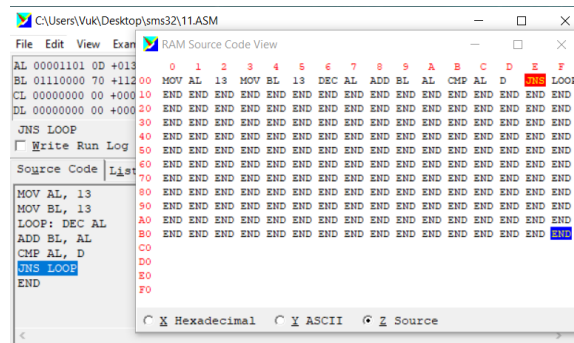 C:\Users\Vuk\Desktop\sms32\11.ASM
File Edit View Exam
AL 00001101 0D +013
BL 01110000 70 +112
CL 00000000 00 +000
DL 00000000 00 +000
JNS LOOP
Write Run Log
Source Code List
MOV AL, 13
MOV BL, 13
LOOP: DEC AL
ADD BL, AL
CMP AL, D
JNS LOOP
END
RAM Source Code View
0 1 2 3 4 5 6 7 8 9 A B C D E F
00 MOV AL 13 MOV BL 13 DEC AL ADD BL AL CMP AL D JNS LOOP
10 END END END END END END END END END END END END END END END END
20 END END END END END END END END END END END END END END END END
30 END END END END END END END END END END END END END END END END
40 END END END END END END END END END END END END END END END END
50 END END END END END END END END END END END END END END END END
60 END END END END END END END END END END END END END END END END
70 END END END END END END END END END END END END END END END END
80 END END END END END END END END END END END END END END END END
90 END END END END END END END END END END END END END END END END
A0 END END END END END END END END END END END END END END END END
B0 END END END END END END END END END END END END END END END END
C0
D0
E0
F0
X Hexadecimal Y ASCII Z Source